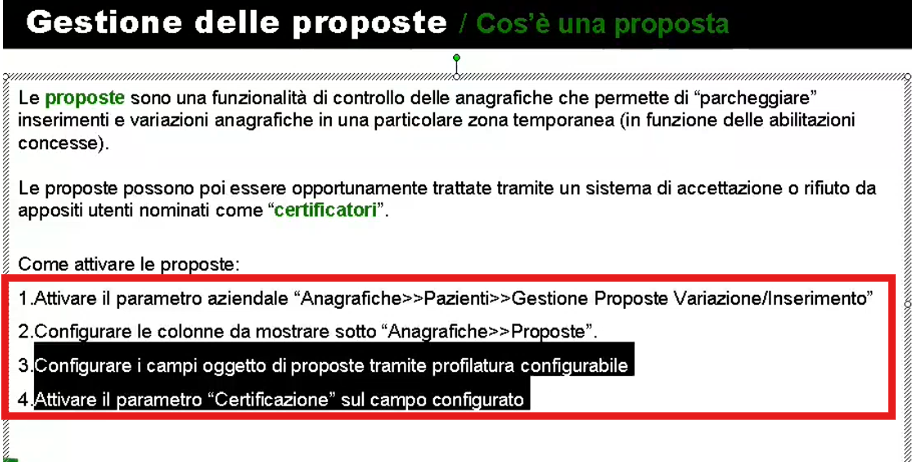 Gestione delle proposte / Cos'è una proposta
Le proposte sono una funzionalità di controllo delle anagrafiche che permette di “parcheggiare”
inserimenti e variazioni anagrafiche in una particolare zona temporanea (in funzione delle abilitazioni
concesse).
Le proposte possono poi essere opportunamente trattate tramite un sistema di accettazione o rifiuto da
appositi utenti nominati come “certificatori”.
Come attivare le proposte:
1.Attivare il parametro aziendale “Anagrafiche>>Pazienti>>Gestione Proposte Variazione/Inserimento”
2.Configurare le colonne da mostrare sotto “Anagrafiche>>Proposte”.
3.Configurare i campi oggetto di proposte tramite profilatura configurabile
4.Attivare il parametro “Certificazione” sul campo configurato